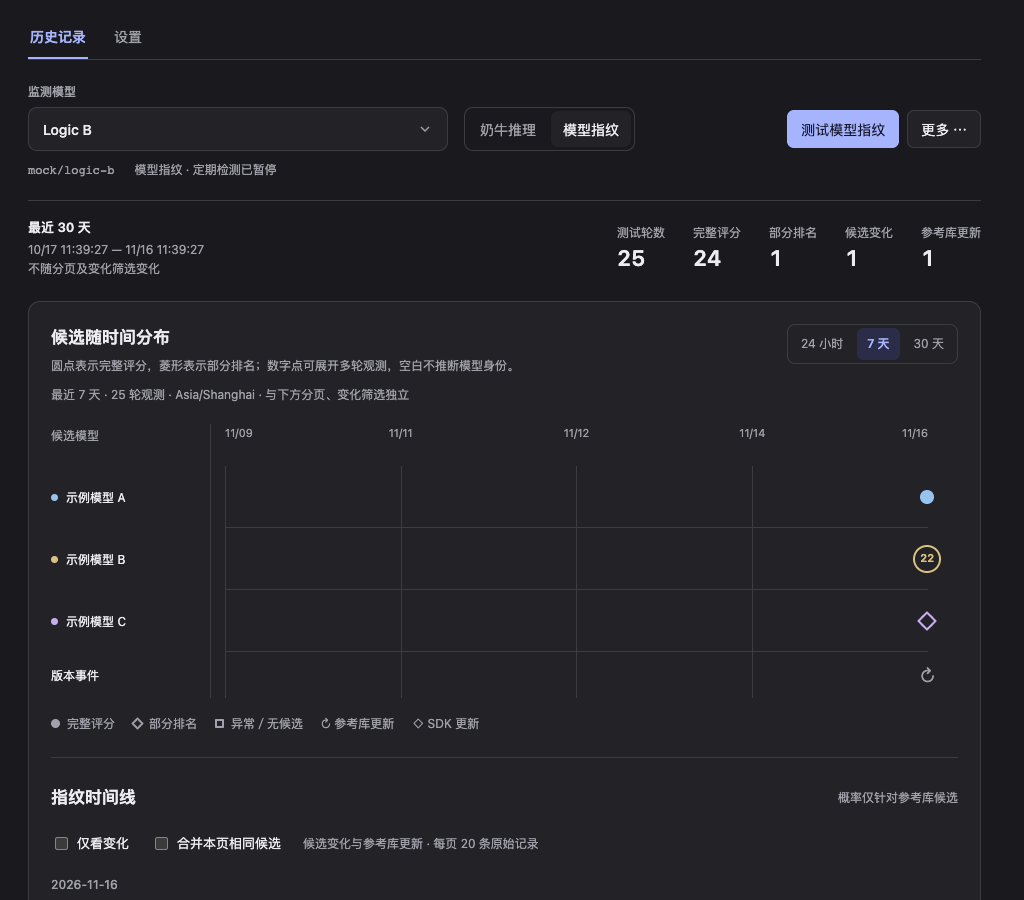 历史记录 设置
监测模型
Logic B 奶牛推理 模型指纹 测试模型指纹 更多 ···
mock/logic-b 模型指纹 · 定期检测已暂停
最近 30 天
10/17 11:39:27 — 11/16 11:39:27
不随分页及变化筛选变化
测试轮数 完整评分 部分排名 候选变化 参考库更新
25 24 1 1 1
候选随时间分布
24 小时 7 天 30 天
圆点表示完整评分，菱形表示部分排名；数字点可展开多轮观测，空白不推断模型身份。
最近 7 天 · 25 轮观测 · Asia/Shanghai · 与下方分页、变化筛选独立
候选模型 11/09 11/11 11/12 11/14 11/16
示例模型 A
示例模型 B 22
示例模型 C
版本事件
完整评分 部分排名 异常 / 无候选 参考库更新 SDK 更新
指纹时间线 概率仅针对参考库候选
仅看变化 合并本页相同候选 候选变化与参考库更新 · 每页 20 条原始记录
2026-11-16